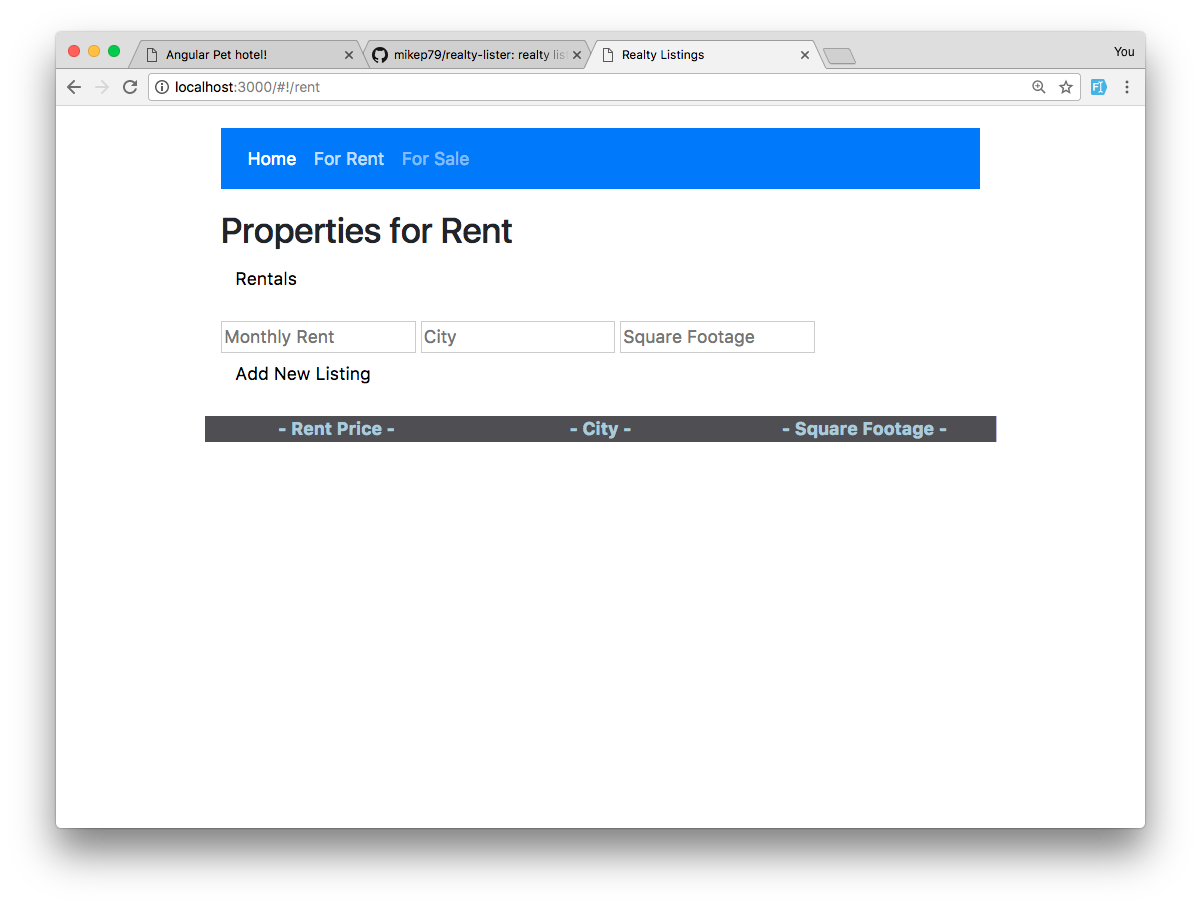 Angular Pet hotel!
mikep79/realty-lister: realty lis
Realty Listings
You
localhost:3000/#!/rent
FI
Home For Rent For Sale
Properties for Rent
Rentals
Monthly Rent City Square Footage
Add New Listing
- Rent Price - - City - - Square Footage -